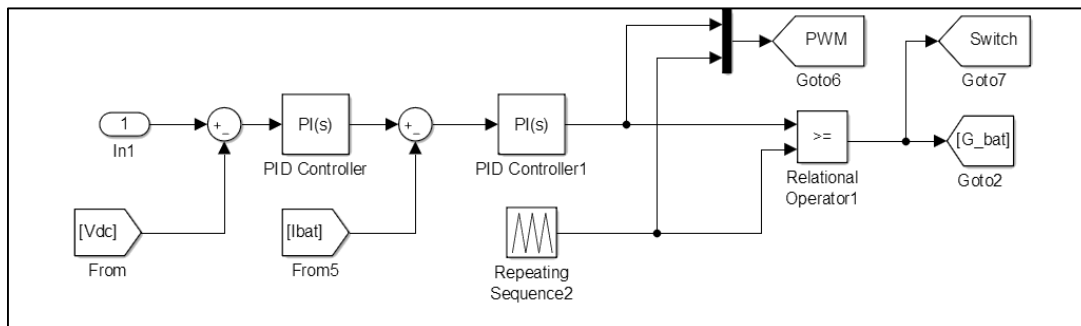 PWM
Switch
Goto6
Goto7
1
+
-
PI(s)
+
-
PI(s)
>=
[G_bat]
In1
PID Controller
PID Controller1
Relational
Operator1
Goto2
[Vdc]
[Ibat]
From
From5
Repeating
Sequence2